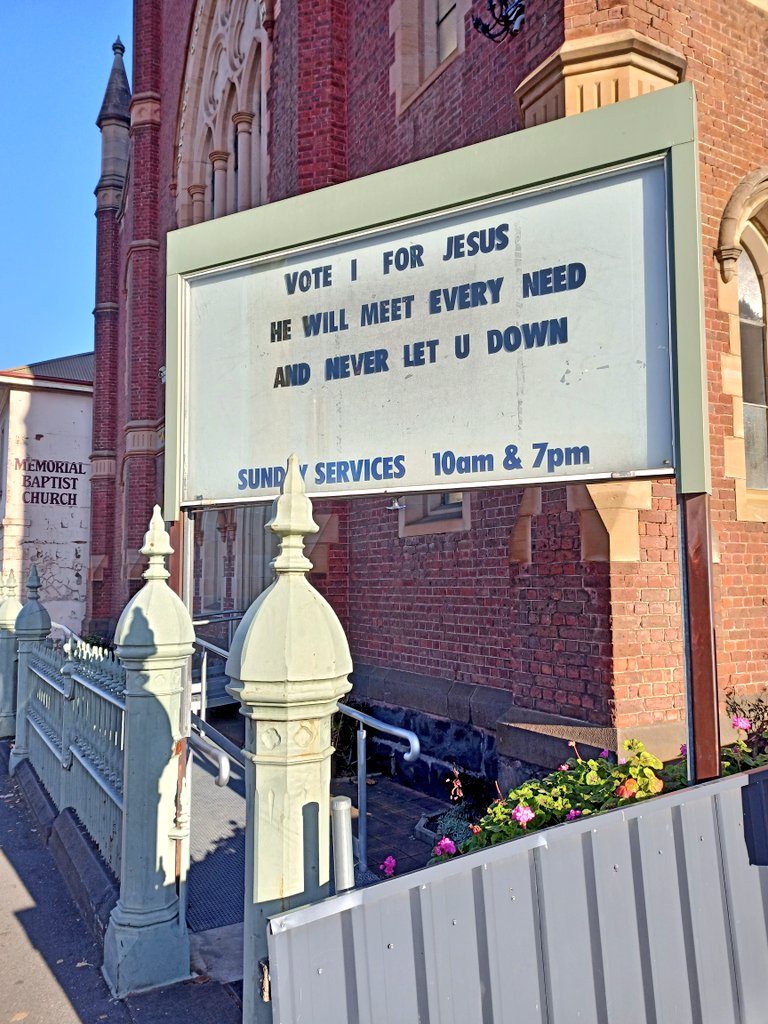 VOTE I FOR JESUS
HE WILL MEET EVERY NEED
AND NEVER LET U DOWN
SUNDAY SERVICES 10am & 7pm
MEMORIAL
BAPTIST
CHURCH